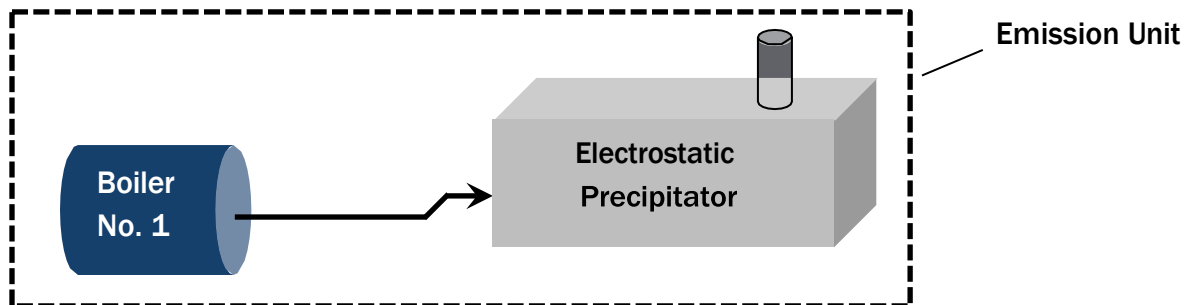 Emission Unit
Electrostatic
Precipitator
Boiler
No. 1